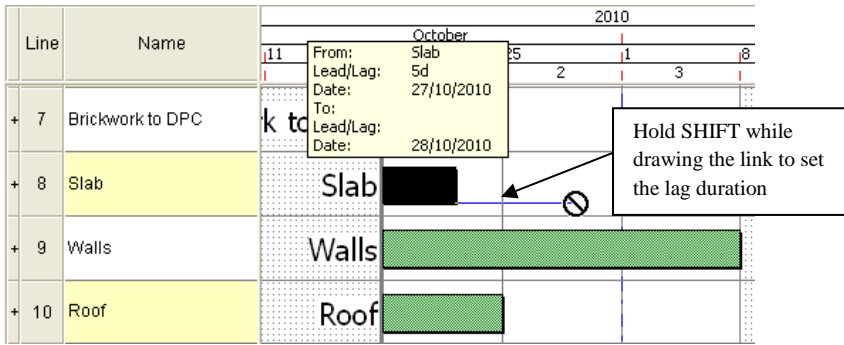 2010
Line Name October
11 25 1 8
2 3
From: Slab
Lead/Lag: 5d
Date: 27/10/2010
To:
Lead/Lag:
Date: 28/10/2010
+ 7 Brickwork to DPC
Hold SHIFT while
drawing the link to set
the lag duration
+ 8 Slab Slab
+ 9 Walls Walls
+ 10 Roof Roof